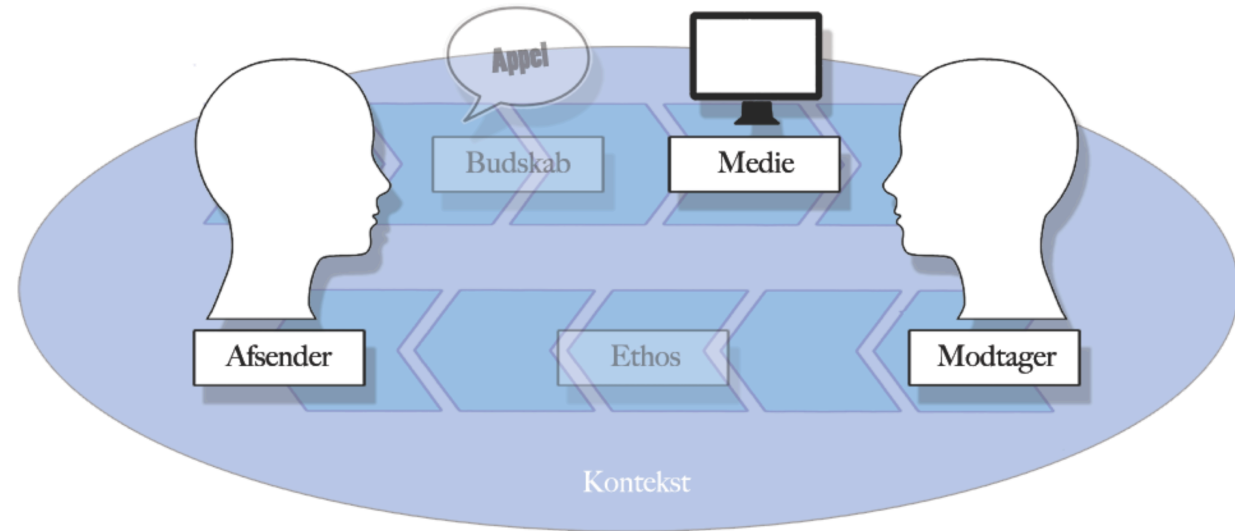 Appel
Budskab
Medie
Afsender
Ethos
Modtager
Kontekst